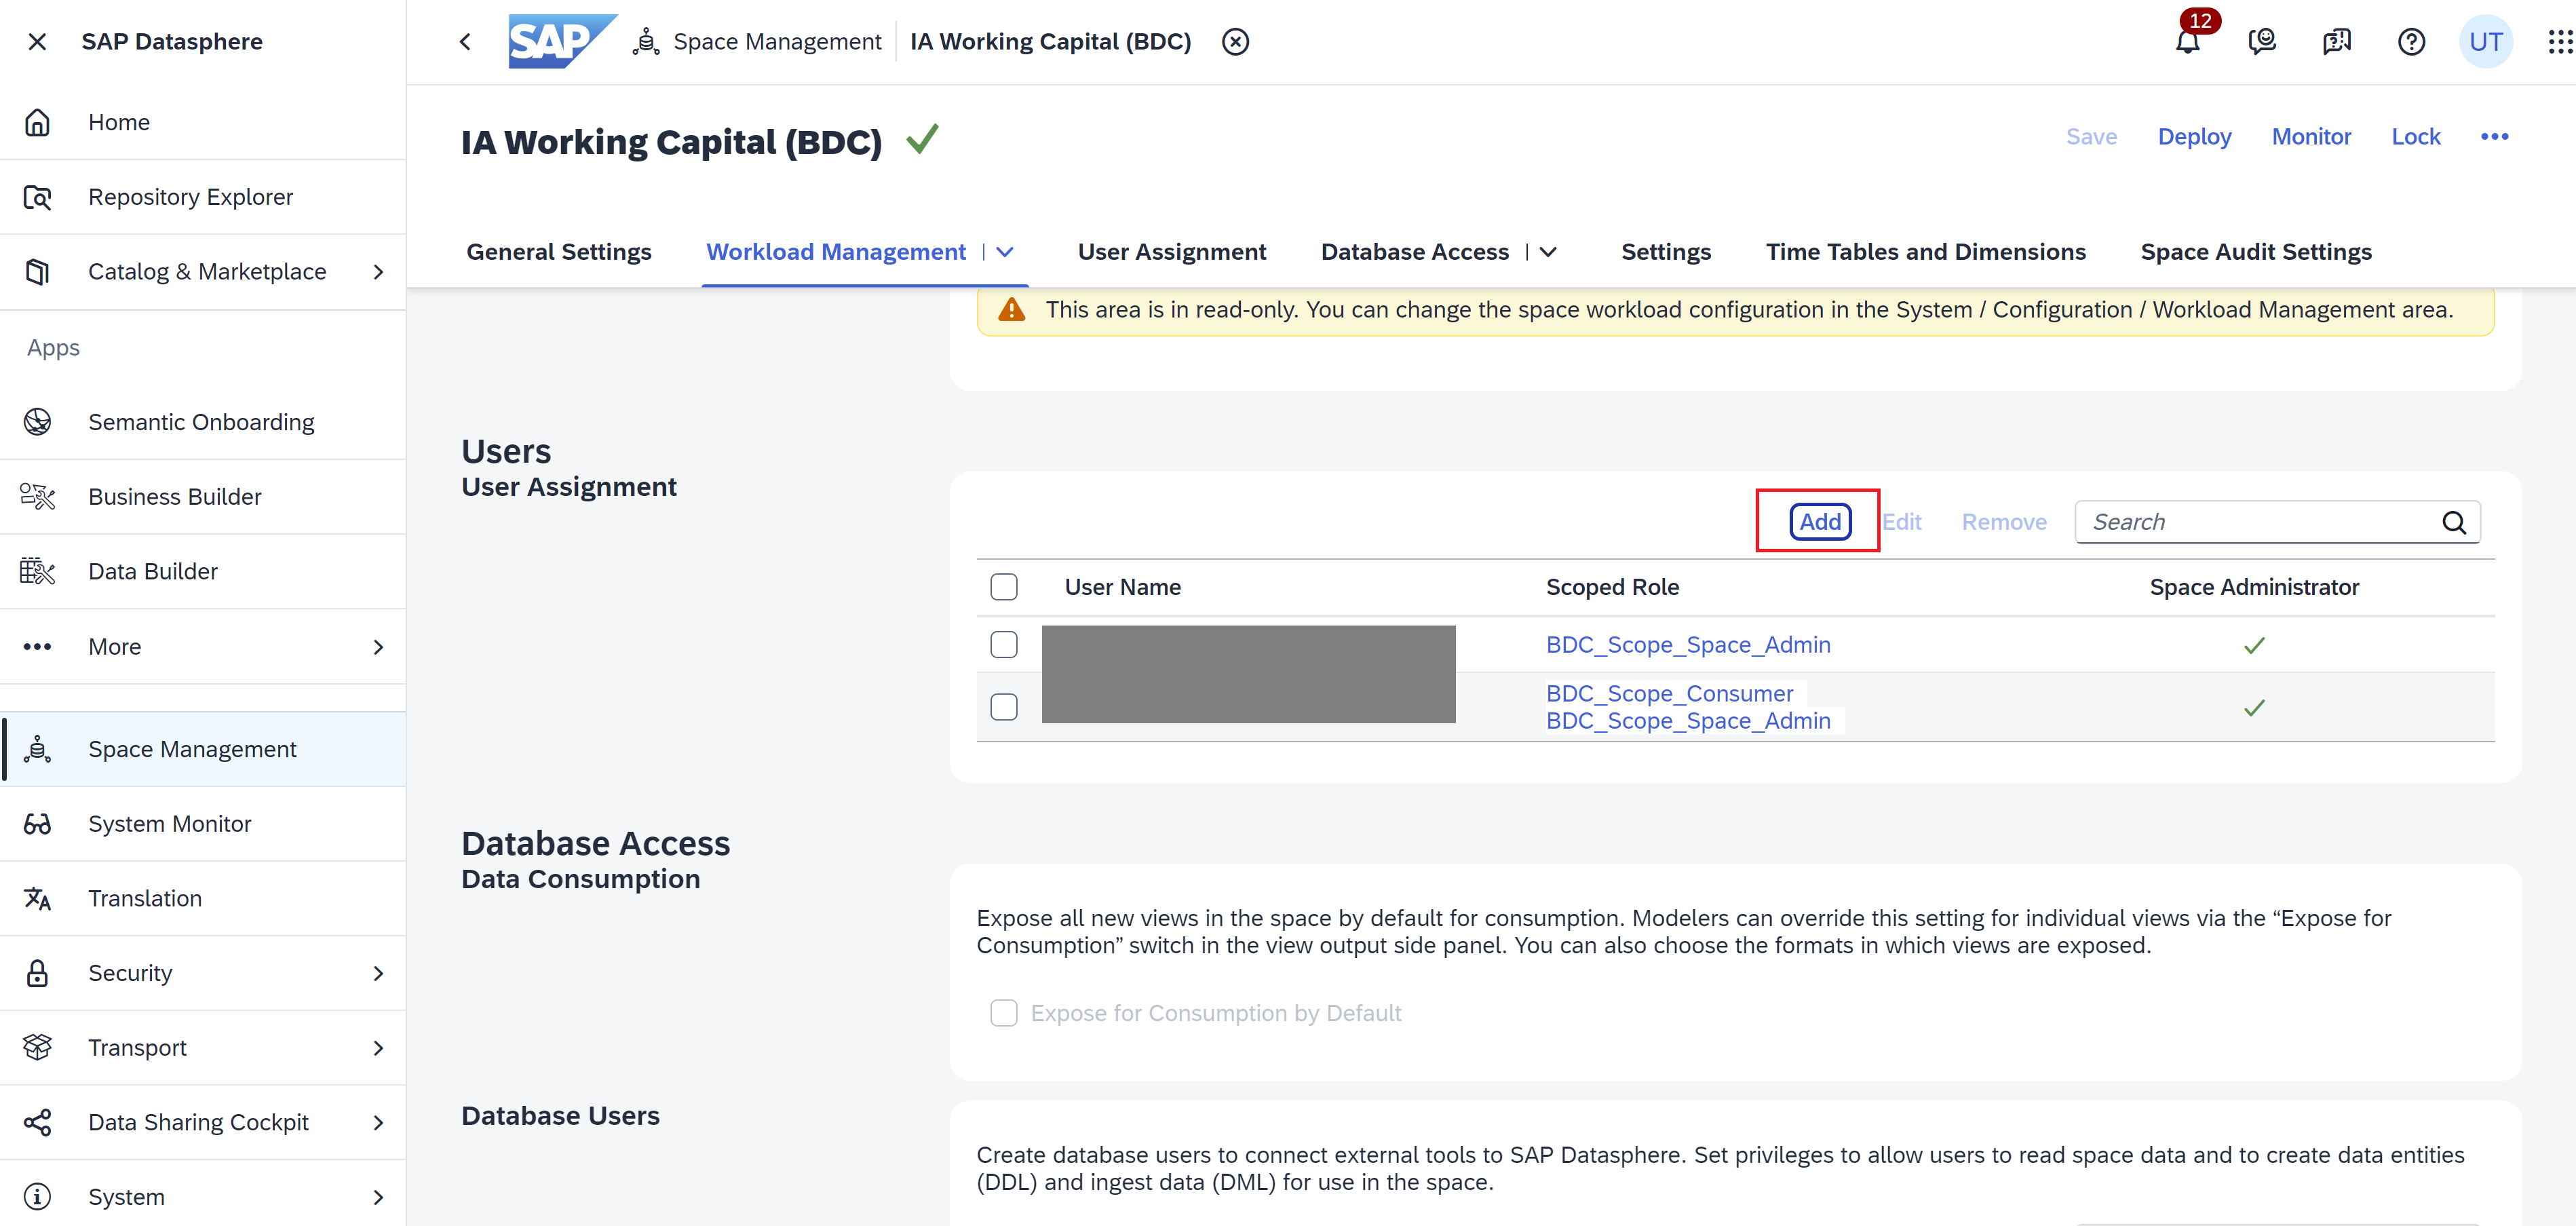 SAP Datasphere
Home
Repository Explorer
Catalog & Marketplace
Apps
Semantic Onboarding
Business Builder
Data Builder
More
Space Management
System Monitor
Translation
Security
Transport
Data Sharing Cockpit
System
SAP
Space Management
IA Working Capital (BDC)
12
UT
IA Working Capital (BDC)
Save
Deploy
Monitor
Lock
General Settings
Workload Management
User Assignment
Database Access
Settings
Time Tables and Dimensions
Space Audit Settings
This area is in read-only. You can change the space workload configuration in the System / Configuration / Workload Management area.
Users
User Assignment
Add
Edit
Remove
Search
User Name
Scoped Role
Space Administrator
BDC_Scope_Space_Admin
BDC_Scope_Consumer
BDC_Scope_Space_Admin
Database Access
Data Consumption
Expose all new views in the space by default for consumption. Modelers can override this setting for individual views via the “Expose for
Consumption” switch in the view output side panel. You can also choose the formats in which views are exposed.
Expose for Consumption by Default
Database Users
Create database users to connect external tools to SAP Datasphere. Set privileges to allow users to read space data and to create data entities
(DDL) and ingest data (DML) for use in the space.